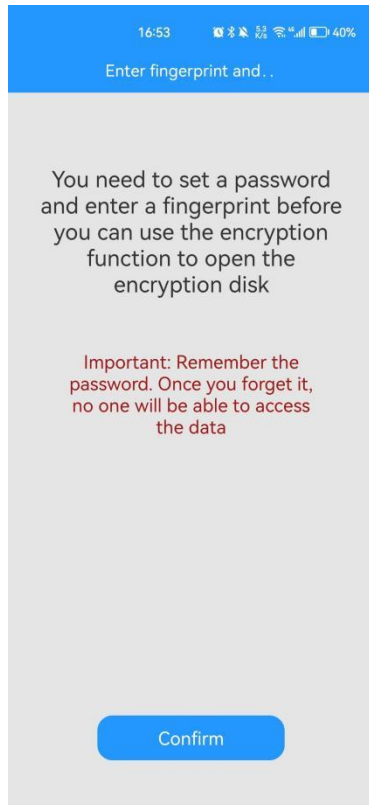 16:53 5.3 K/s 40%
Enter fingerprint and. .
You need to set a password
and enter a fingerprint before
you can use the encryption
function to open the
encryption disk
Important: Remember the
password. Once you forget it,
no one will be able to access
the data
Confirm